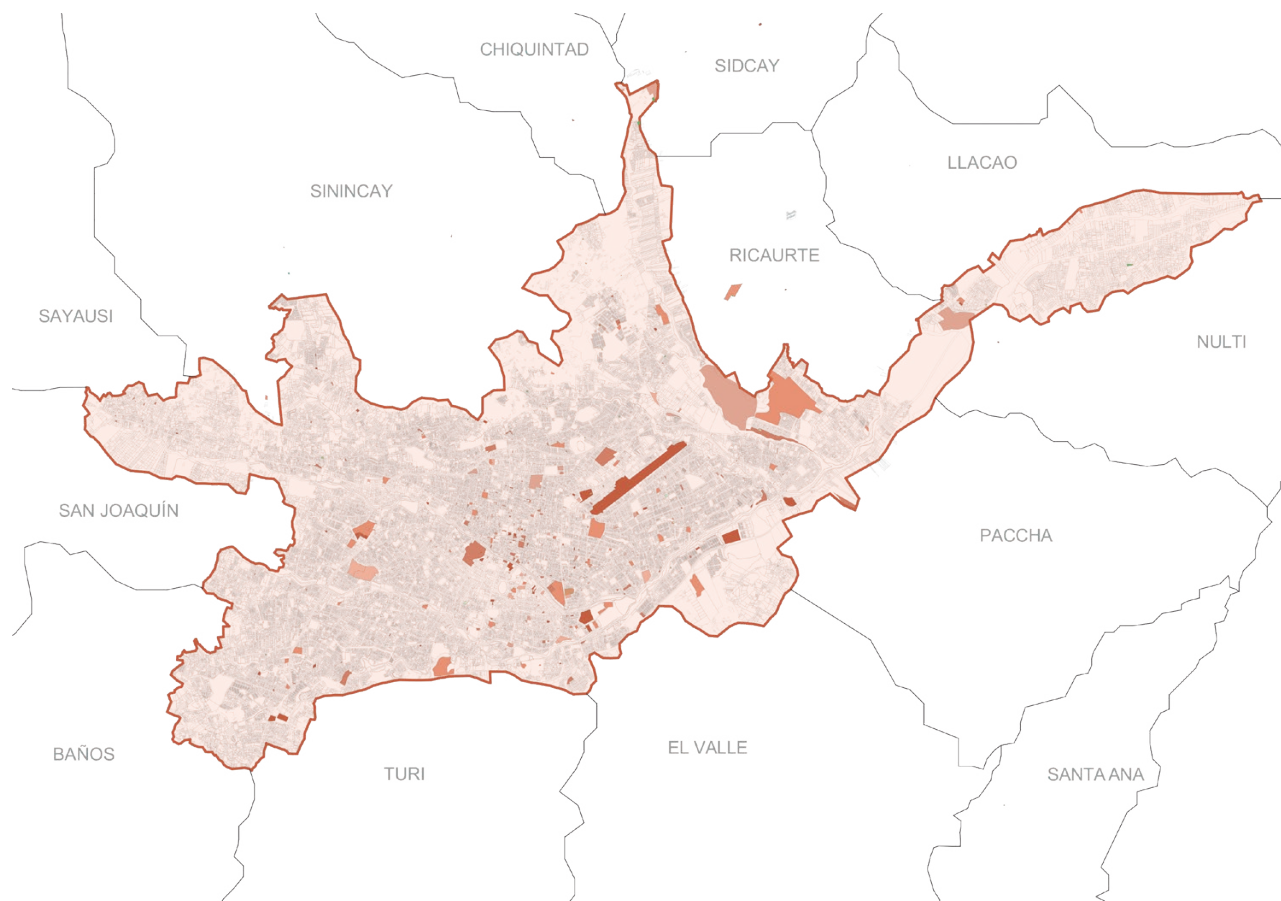 CHIQUINTAD
SIDCAY
LLACAO
SININCAY
RICAURTE
SAYAUSI
NULTI
SAN JOAQUÍN
PACCHA
EL VALLE
BAÑOS
TURI
SANTA ANA